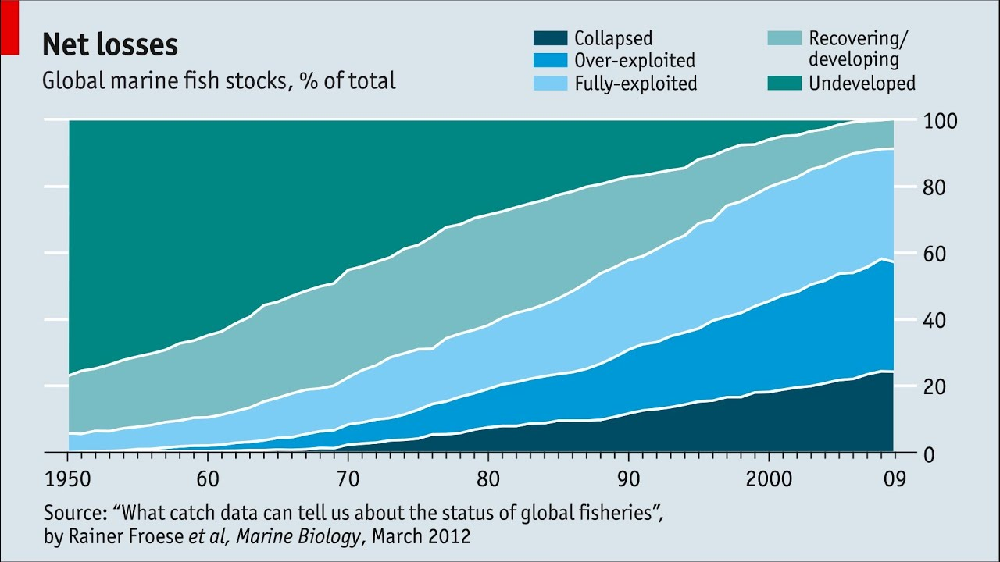 Net losses
Global marine fish stocks, % of total
Collapsed
Over-exploited
Fully-exploited
Recovering/
developing
Undeveloped
100
80
60
40
20
0
1950 60 70 80 90 2000 09
Source: “What catch data can tell us about the status of global fisheries”,
by Rainer Froese et al, Marine Biology, March 2012